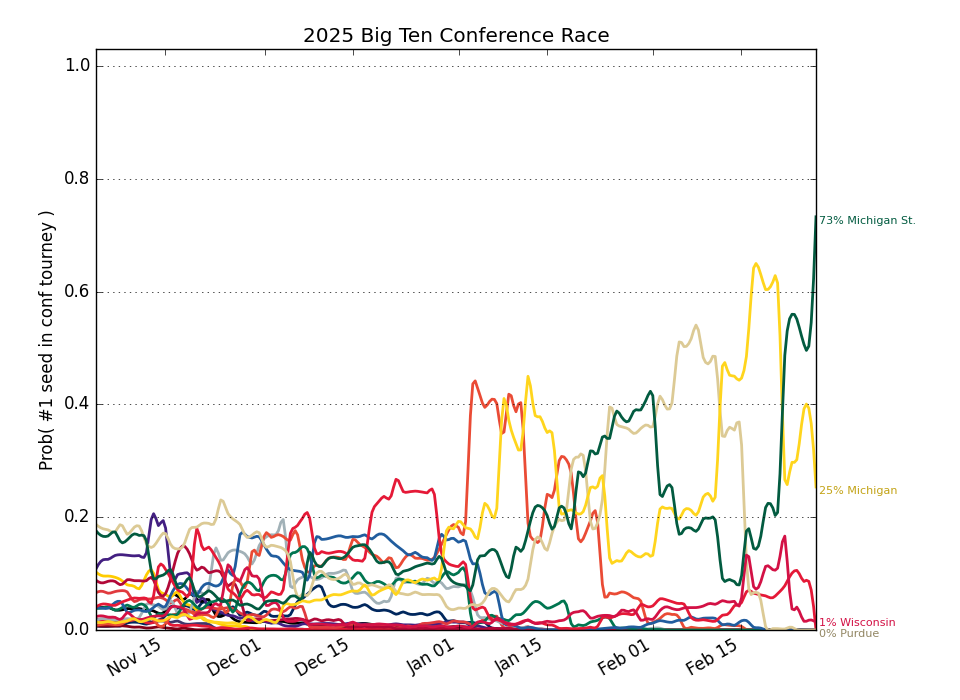 2025 Big Ten Conference Race
Prob( #1 seed in conf tourney )
1.0
0.8
0.6
0.4
0.2
0.0
73% Michigan St.
25% Michigan
1% Wisconsin
0% Purdue
Nov 15
Dec 01
Dec 15
Jan 01
Jan 15
Feb 01
Feb 15